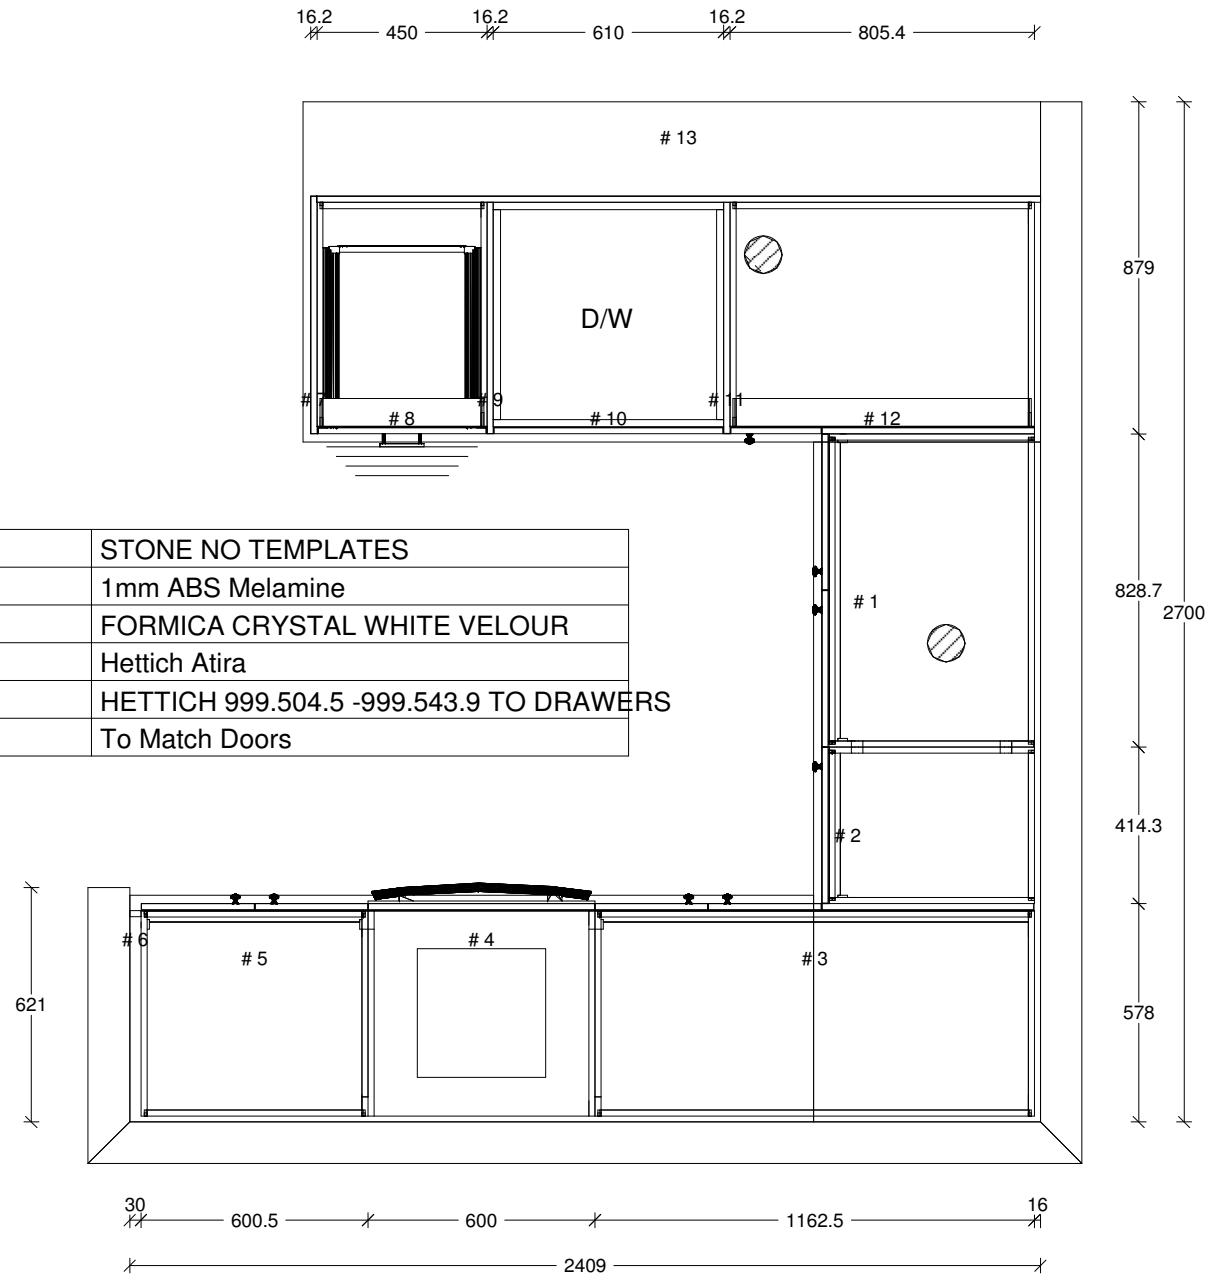 16.2 16.2 16.2
450 610 805.4
# 13
879
D/W
# 7 # 8 # 9 # 10 # 11 # 12
STONE NO TEMPLATES
1mm ABS Melamine
FORMICA CRYSTAL WHITE VELOUR
Hettich Atira
HETTICH 999.504.5 -999.543.9 TO DRAWERS
To Match Doors
# 1
828.7
2700
# 2
414.3
# 6 # 5 # 4 # 3
621
578
30 16
600.5 600 1162.5
2409